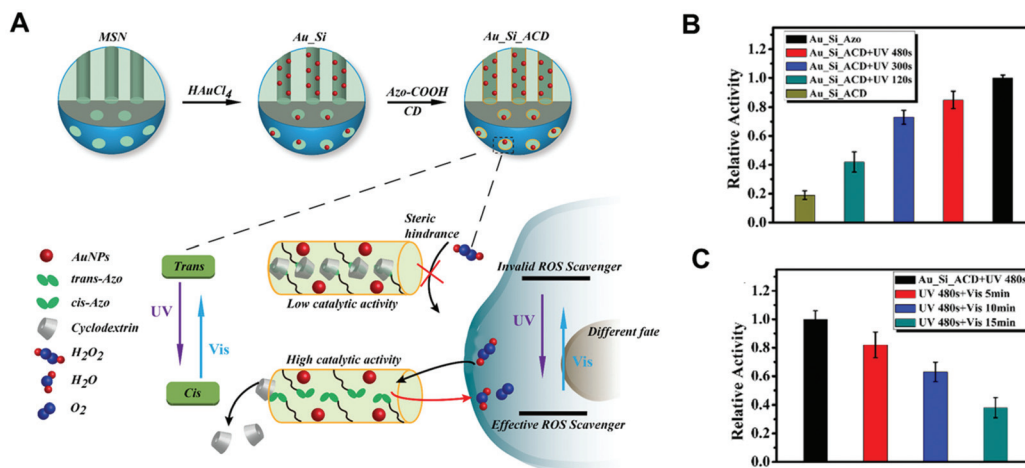 A
MSN
Au_Si
Au_Si_ACD
HAuCl4
Azo-COOH
CD
AuNPs
trans-Azo
cis-Azo
Cyclodextrin
H2O2
H2O
O2
Trans
UV
Vis
Cis
Steric
hindrance
Low catalytic activity
High catalytic activity
Invalid ROS Scavenger
UV
Vis
Different fate
Effective ROS Scavenger
B
Relative Activity
1.2
1.0
0.8
0.6
0.4
0.2
0.0
Au_Si_Azo
Au_Si_ACD+UV 480s
Au_Si_ACD+UV 300s
Au_Si_ACD+UV 120s
Au_Si_ACD
C
Relative Activity
1.4
1.2
1.0
0.8
0.6
0.4
0.2
0.0
Au_Si_ACD+UV 480s
UV 480s+Vis 5min
UV 480s+Vis 10min
UV 480s+Vis 15min